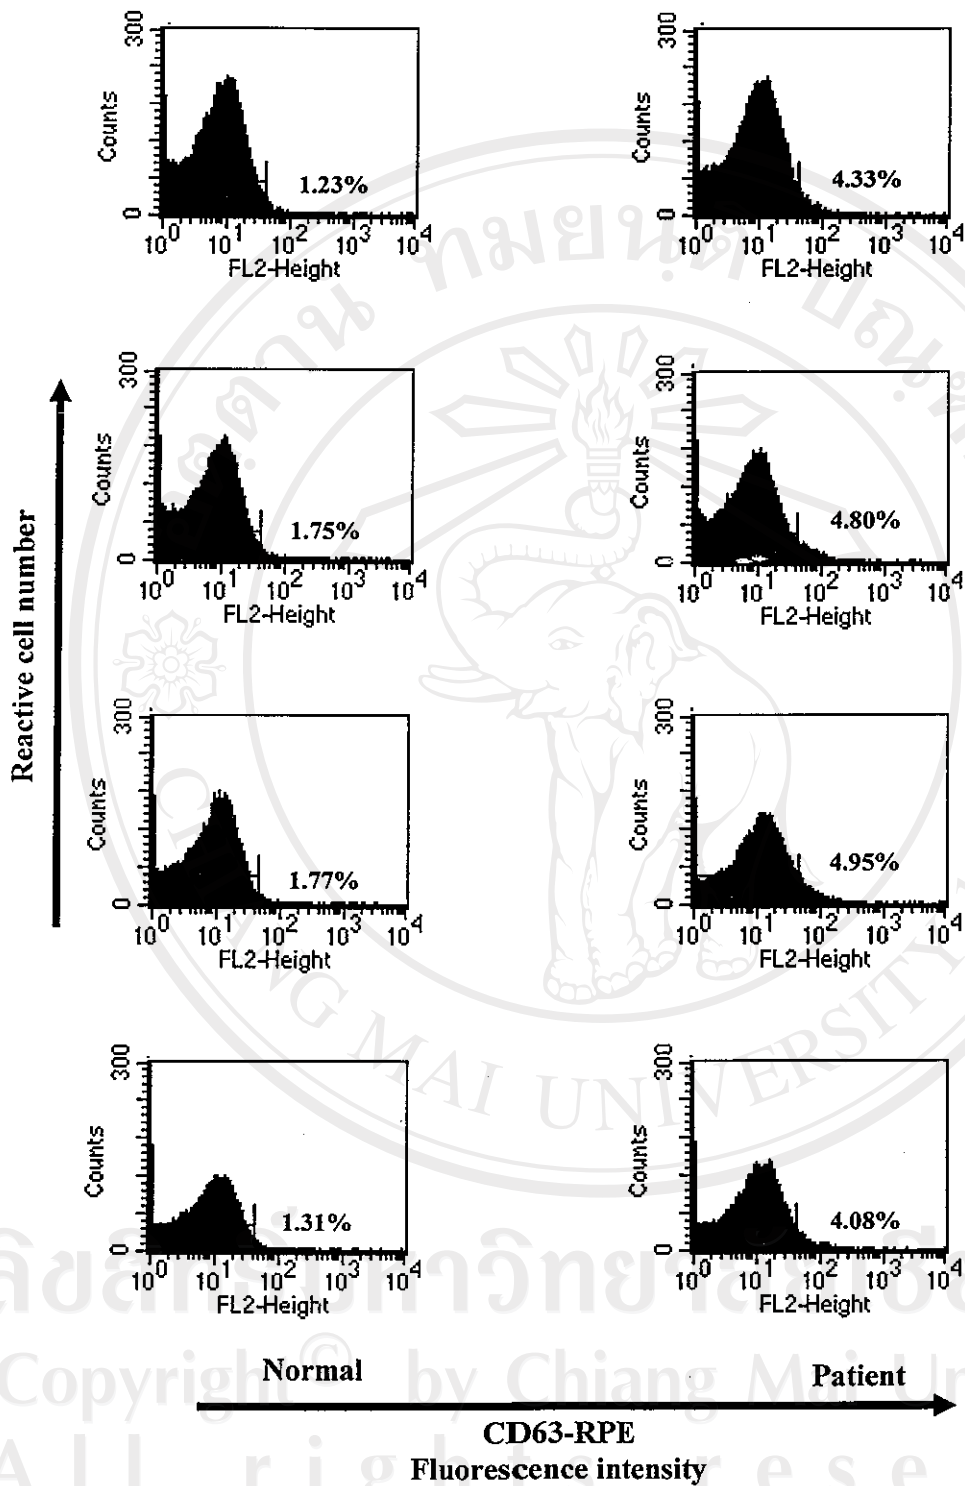 300
Counts
0
1.23%
10^0 10^1 10^2 10^3 10^4
FL2-Height
300
Counts
0
4.33%
10^0 10^1 10^2 10^3 10^4
FL2-Height
300
Counts
0
1.75%
10^0 10^1 10^2 10^3 10^4
FL2-Height
300
Counts
0
4.80%
10^0 10^1 10^2 10^3 10^4
FL2-Height
Reactive cell number
300
Counts
0
1.77%
10^0 10^1 10^2 10^3 10^4
FL2-Height
300
Counts
0
4.95%
10^0 10^1 10^2 10^3 10^4
FL2-Height
300
Counts
0
1.31%
10^0 10^1 10^2 10^3 10^4
FL2-Height
300
Counts
0
4.08%
10^0 10^1 10^2 10^3 10^4
FL2-Height
Normal Patient
CD63-RPE
Fluorescence intensity
CHIANG MAI UNIVERSITY
Copyright © by Chiang Mai Un
All rights rese